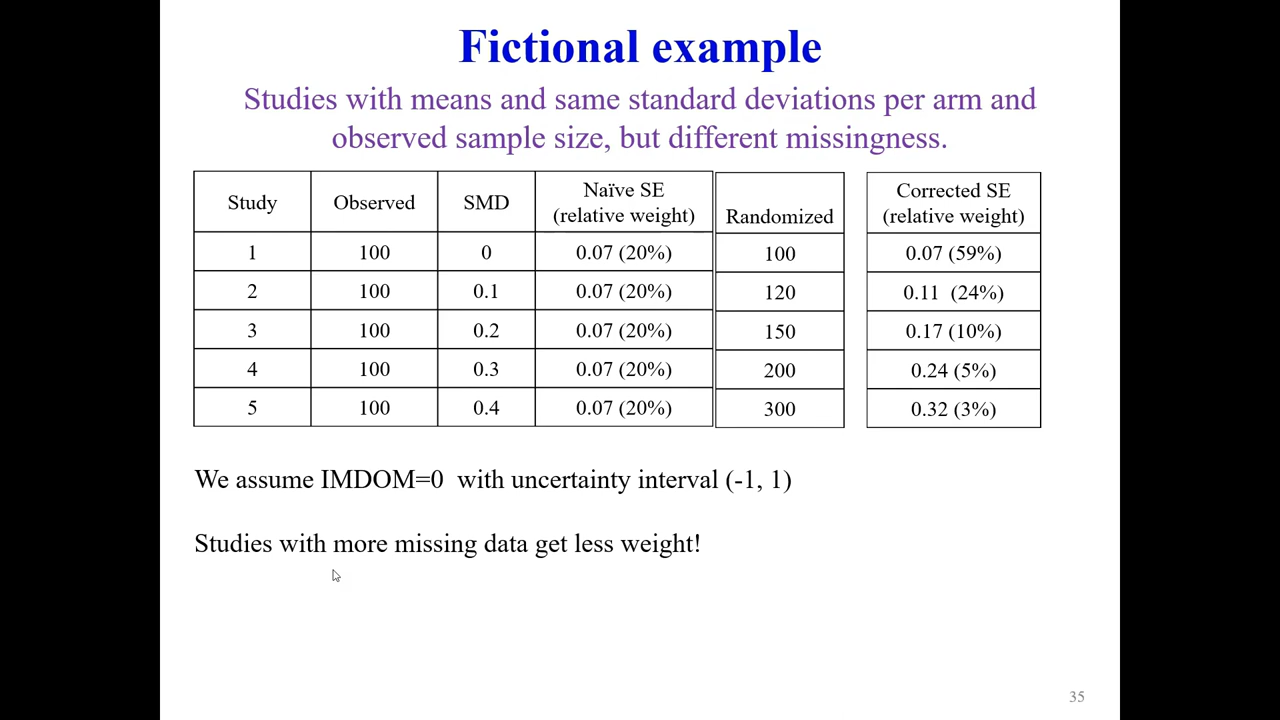 Fictional example
Studies with means and same standard deviations per arm and
observed sample size, but different missingness.
Study Observed SMD Naïve SE (relative weight) Randomized Corrected SE (relative weight)
1 100 0 0.07 (20%) 100 0.07 (59%)
2 100 0.1 0.07 (20%) 120 0.11 (24%)
3 100 0.2 0.07 (20%) 150 0.17 (10%)
4 100 0.3 0.07 (20%) 200 0.24 (5%)
5 100 0.4 0.07 (20%) 300 0.32 (3%)
We assume IMDOM=0 with uncertainty interval (-1, 1)
Studies with more missing data get less weight!
35